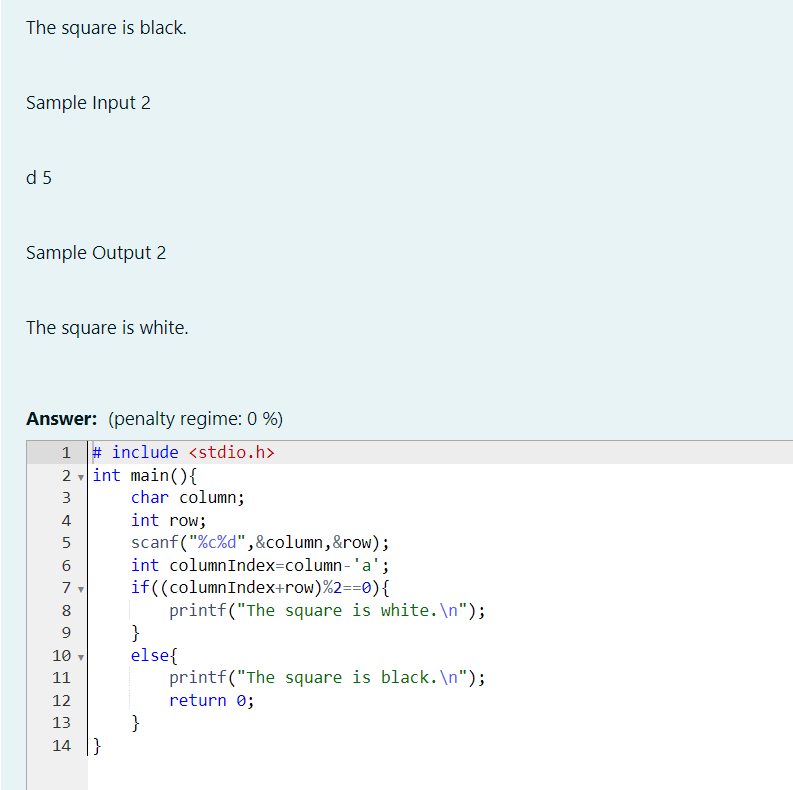 The square is black.
Sample Input 2
d 5
Sample Output 2
The square is white.
Answer: (penalty regime: 0 %)
1 # include <stdio.h>
2 int main(){
3 char column;
4 int row;
5 scanf("%c%d",&column,&row);
6 int columnIndex=column-'a';
7 if((columnIndex+row)%2==0){
8 printf("The square is white.\n");
9 }
10 else{
11 printf("The square is black.\n");
12 return 0;
13 }
14 }